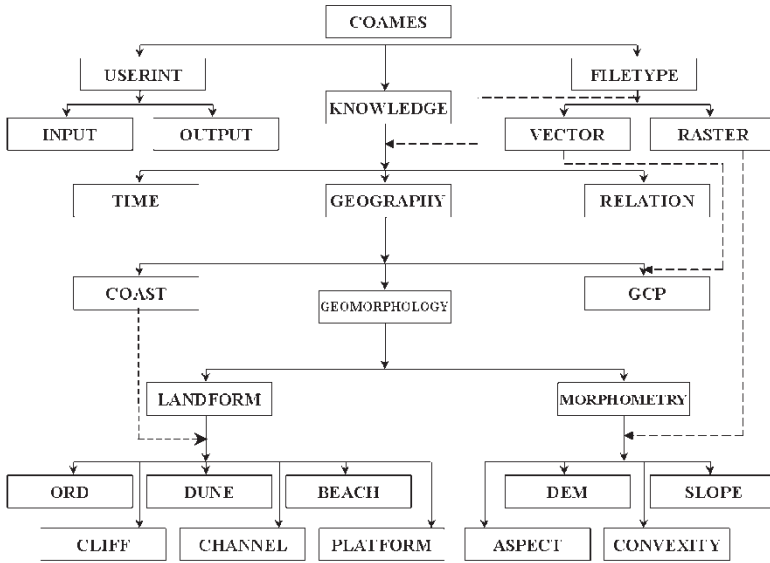 COAMES
USERINT
FILETYPE
KNOWLEDGE
INPUT
OUTPUT
VECTOR
RASTER
TIME
GEOGRAPHY
RELATION
COAST
GEOMORPHOLOGY
GCP
LANDFORM
MORPHOMETRY
ORD
DUNE
BEACH
DEM
SLOPE
CLIFF
CHANNEL
PLATFORM
ASPECT
CONVEXITY